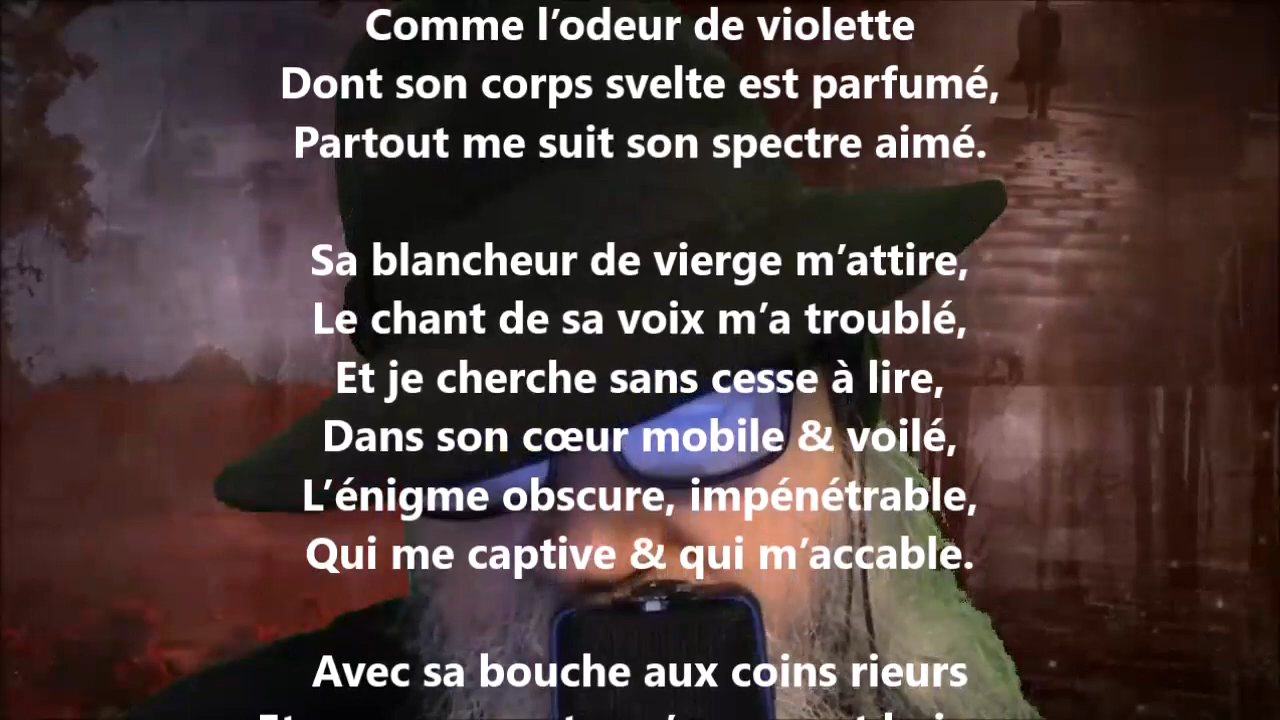 Comme l’odeur de violette
Dont son corps svelte est parfumé,
Partout me suit son spectre aimé.
Sa blancheur de vierge m’attire,
Le chant de sa voix m’a troublé,
Et je cherche sans cesse à lire,
Dans son cœur mobile & voilé,
L’énigme obscure, impénétrable,
Qui me captive & qui m’accable.
Avec sa bouche aux coins rieurs